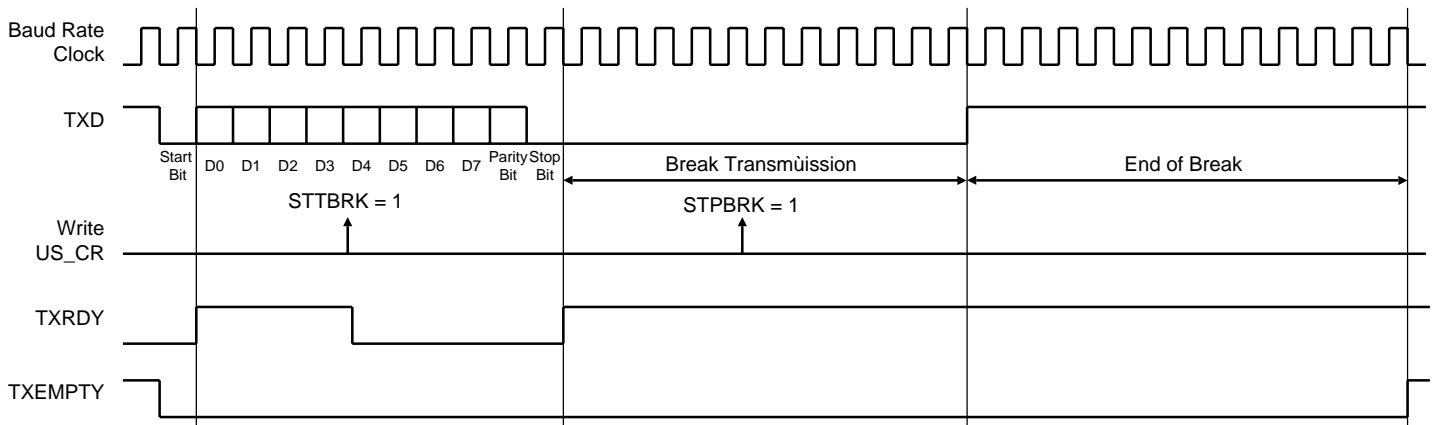 Baud Rate
Clock
TXD
Start
Bit
D0 D1 D2 D3 D4 D5 D6 D7
Parity
Bit
Stop
Bit
Break Transmùission
End of Break
STTBRK = 1
STPBRK = 1
Write
US_CR
TXRDY
TXEMPTY